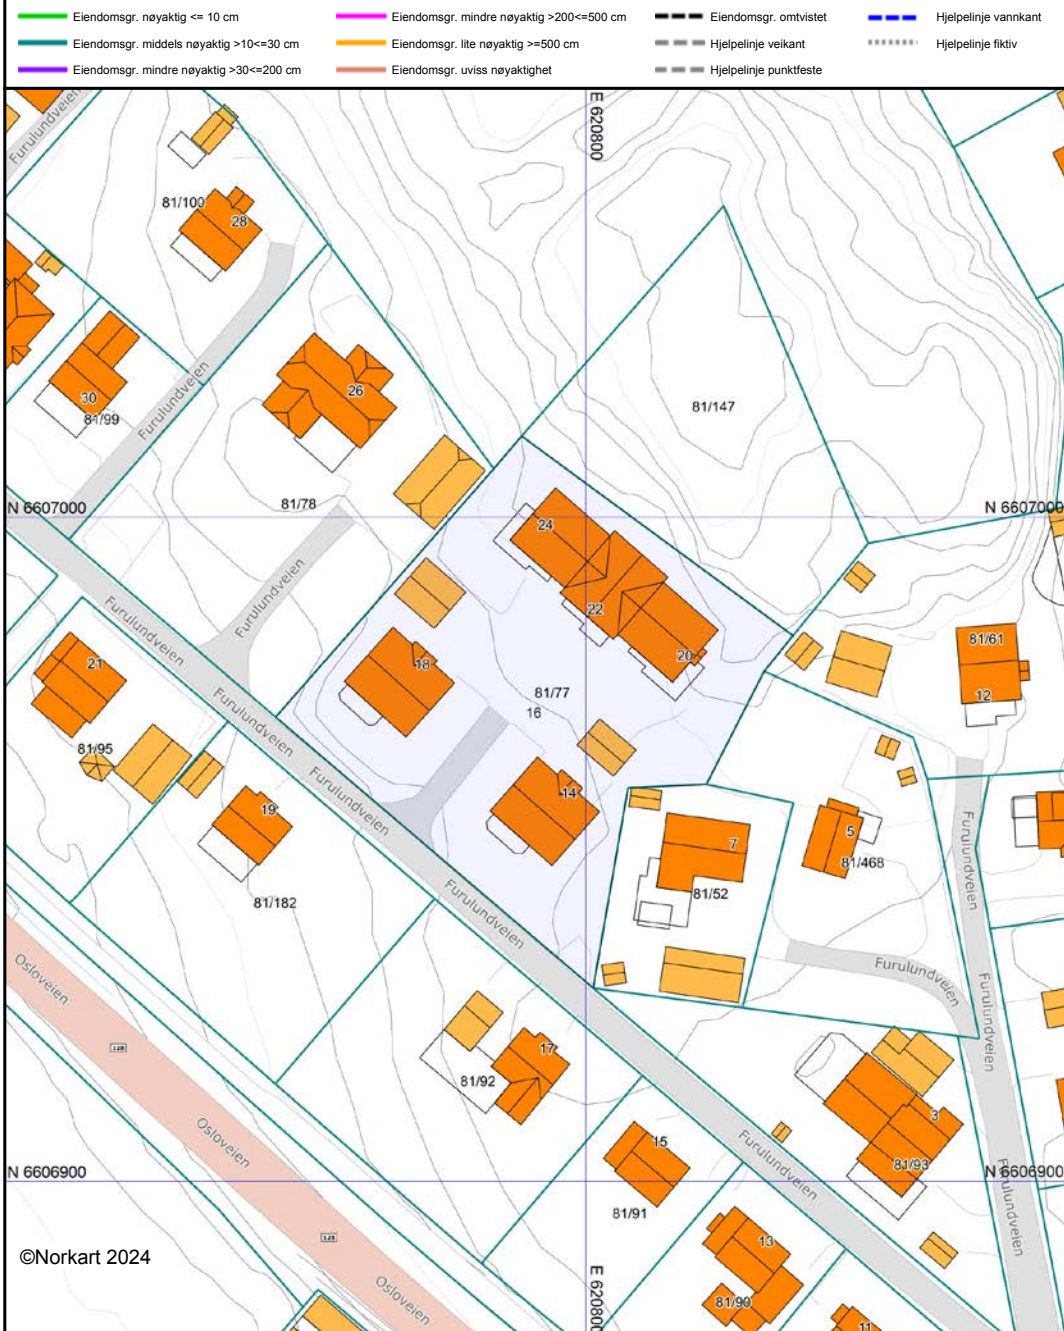 Eiendomsgr. nøyaktig <= 10 cm
Eiendomsgr. mindre nøyaktig >200<=500 cm
Eiendomsgr. omtvistet
Hjelpelinje vannkant
Eiendomsgr. middels nøyaktig >10<=30 cm
Eiendomsgr. lite nøyaktig >=500 cm
Hjelpelinje veikant
Hjelpelinje fiktiv
Eiendomsgr. mindre nøyaktig >30<=200 cm
Eiendomsgr. uviss nøyaktighet
Hjelpelinje punktfeste
Furulundveien
E 620800
81/100
28
26
30
81/99
Furulundveien
81/147
81/78
N 6607000
N 6607000
24
Furulundveien
Furulundveien
22
20
18
21
81/61
12
81/77
16
Furulundveien
81/95
Furulundveien
14
19
7
5
81/468
Furulundveien
81/52
81/182
Furulundveien
Osloveien
Furulundveien
Furulundveien
120
17
81/92
3
Osloveien
15
Furulundveien
81/93
N 6606900
N 6606900
81/91
Furulundveien
120
13
©Norkart 2024
Osloveien
E 620800
81/90
11